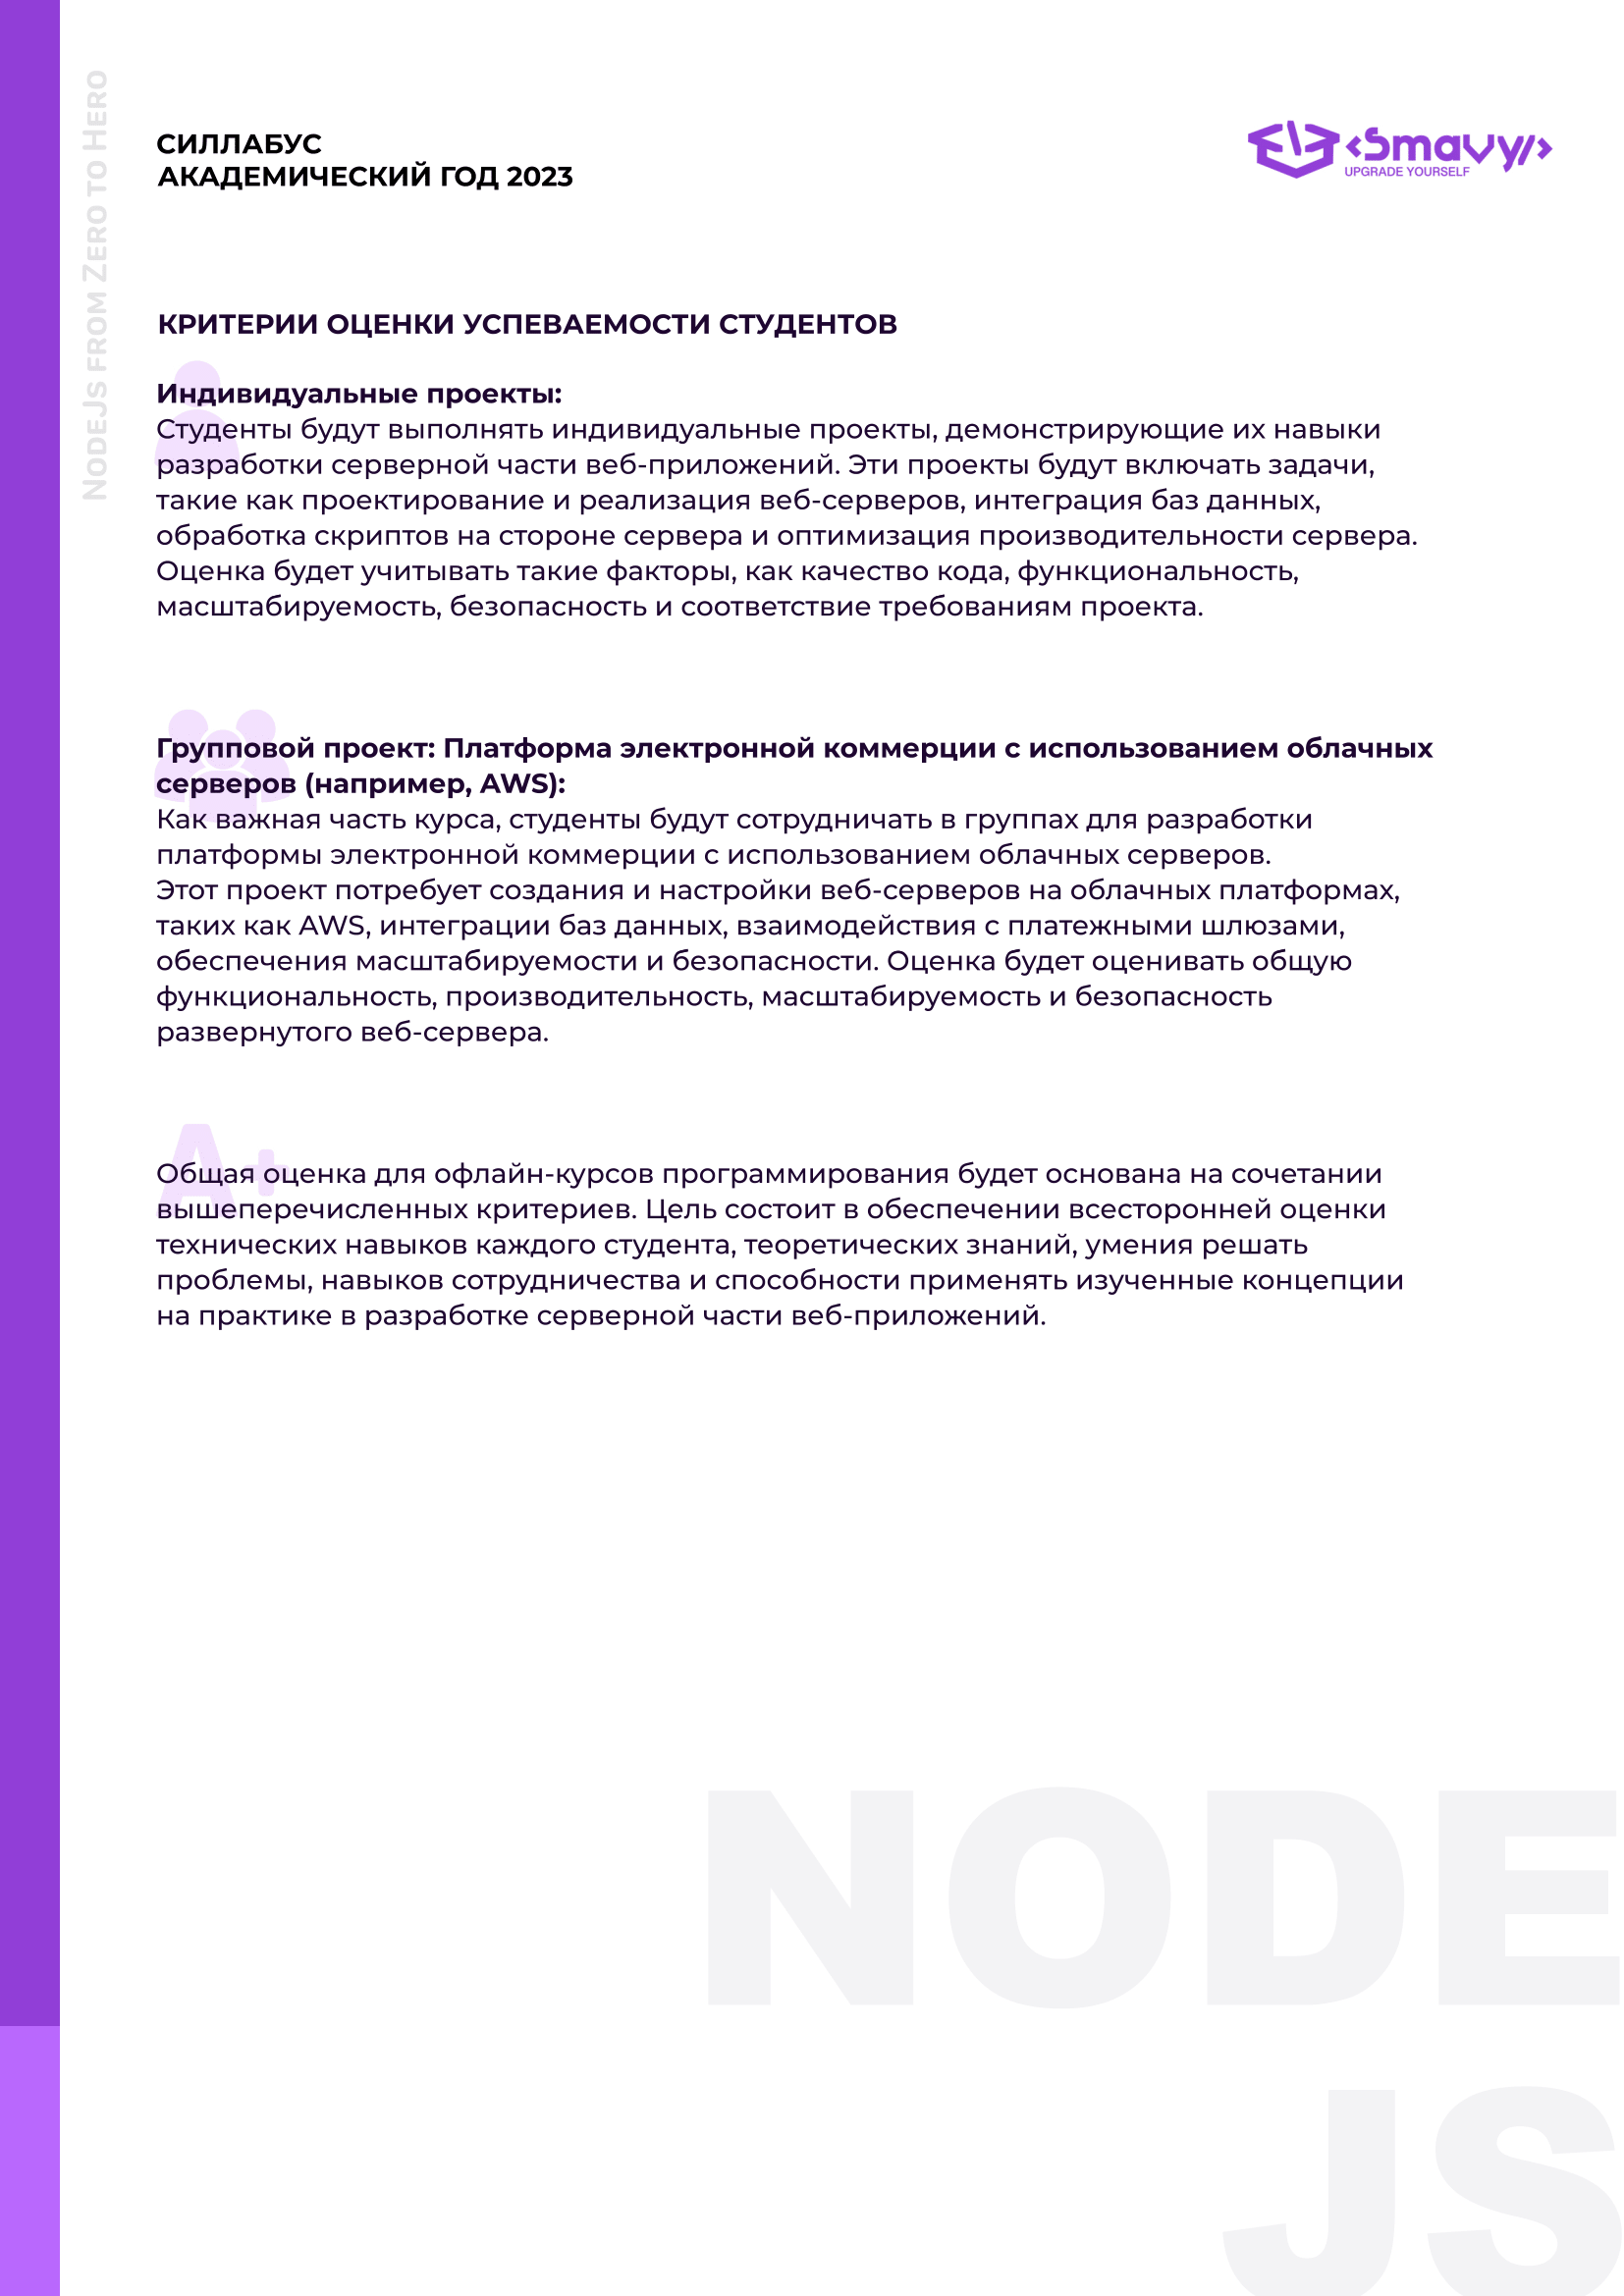 NodeJs from Zero to Hero
СИЛЛАБУС
АКАДЕМИЧЕСКИЙ ГОД 2023
<Smavy/>
UPGRADE YOURSELF
КРИТЕРИИ ОЦЕНКИ УСПЕВАЕМОСТИ СТУДЕНТОВ
Индивидуальные проекты:
Студенты будут выполнять индивидуальные проекты, демонстрирующие их навыки
разработки серверной части веб-приложений. Эти проекты будут включать задачи,
такие как проектирование и реализация веб-серверов, интеграция баз данных,
обработка скриптов на стороне сервера и оптимизация производительности сервера.
Оценка будет учитывать такие факторы, как качество кода, функциональность,
масштабируемость, безопасность и соответствие требованиям проекта.
Групповой проект: Платформа электронной коммерции с использованием облачных
серверов (например, AWS):
Как важная часть курса, студенты будут сотрудничать в группах для разработки
платформы электронной коммерции с использованием облачных серверов.
Этот проект потребует создания и настройки веб-серверов на облачных платформах,
таких как AWS, интеграции баз данных, взаимодействия с платежными шлюзами,
обеспечения масштабируемости и безопасности. Оценка будет оценивать общую
функциональность, производительность, масштабируемость и безопасность
развернутого веб-сервера.
A+
Общая оценка для офлайн-курсов программирования будет основана на сочетании
вышеперечисленных критериев. Цель состоит в обеспечении всесторонней оценки
технических навыков каждого студента, теоретических знаний, умения решать
проблемы, навыков сотрудничества и способности применять изученные концепции
на практике в разработке серверной части веб-приложений.
NODE
JS